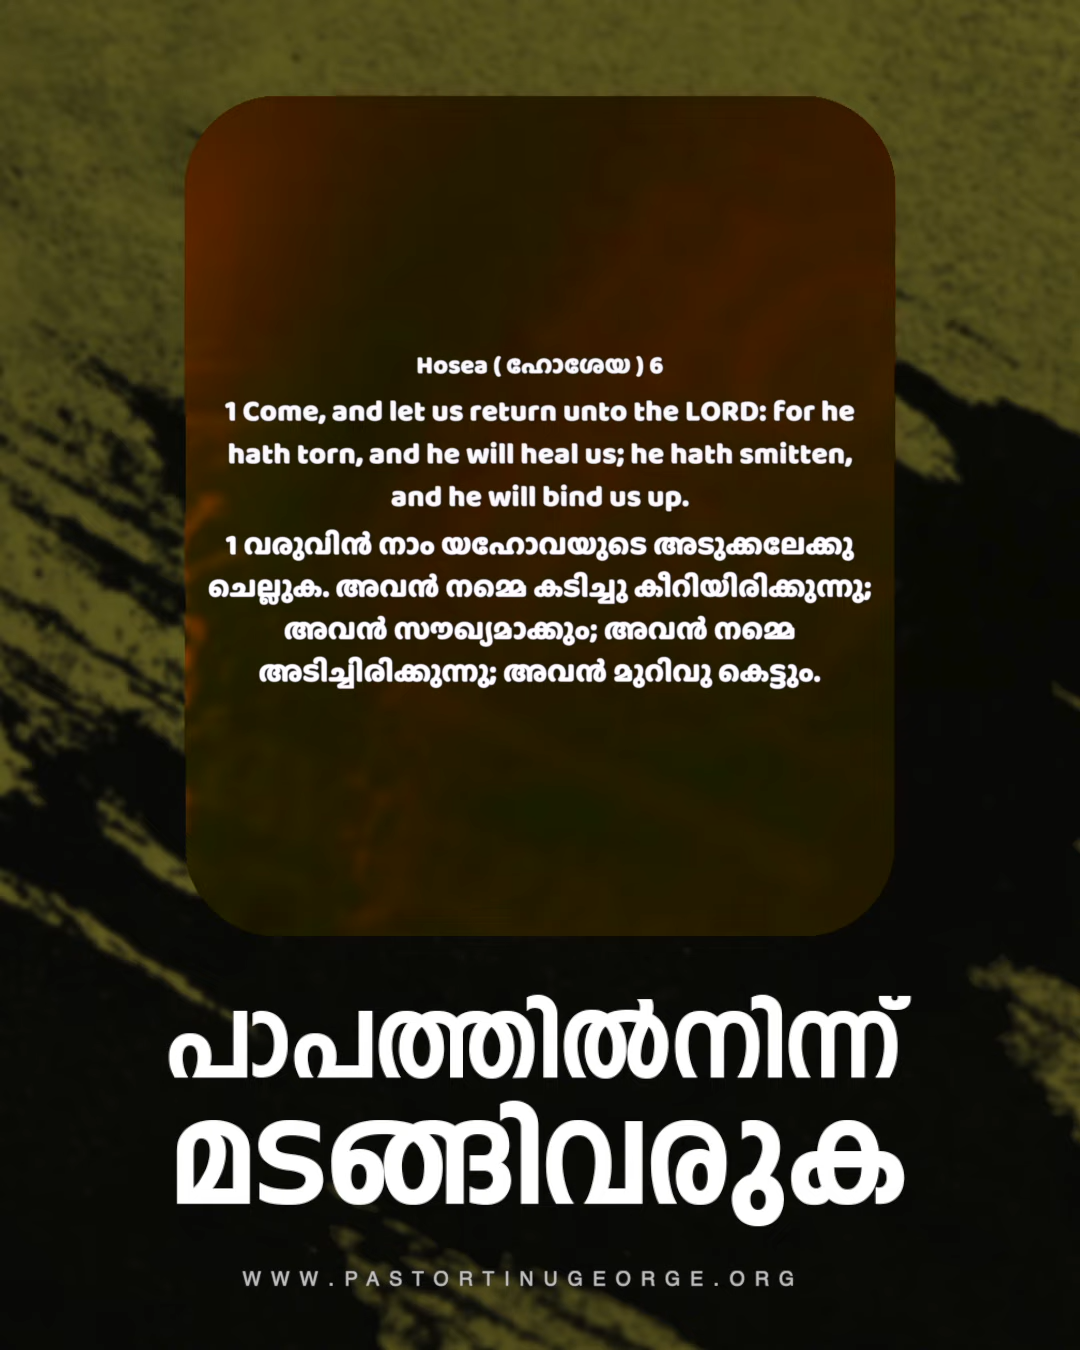 Hosea ( ഹോശേയ ) 6
1 Come, and let us return unto the LORD: for he
hath torn, and he will heal us; he hath smitten,
and he will bind us up.
1 വരുവിൻ നാം യഹോവയുടെ അടുക്കലേക്കു
ചെല്ലുക. അവൻ നമ്മെ കടിച്ചു കീറിയിരിക്കുന്നു;
അവൻ സൗഖ്യമാക്കും; അവൻ നമ്മെ
അടിച്ചിരിക്കുന്നു; അവൻ മുറിവു കെട്ടും.
പാപത്തിൽനിന്ന്
മടങ്ങിവരുക
WWW.PASTORTINUGEORGE.ORG